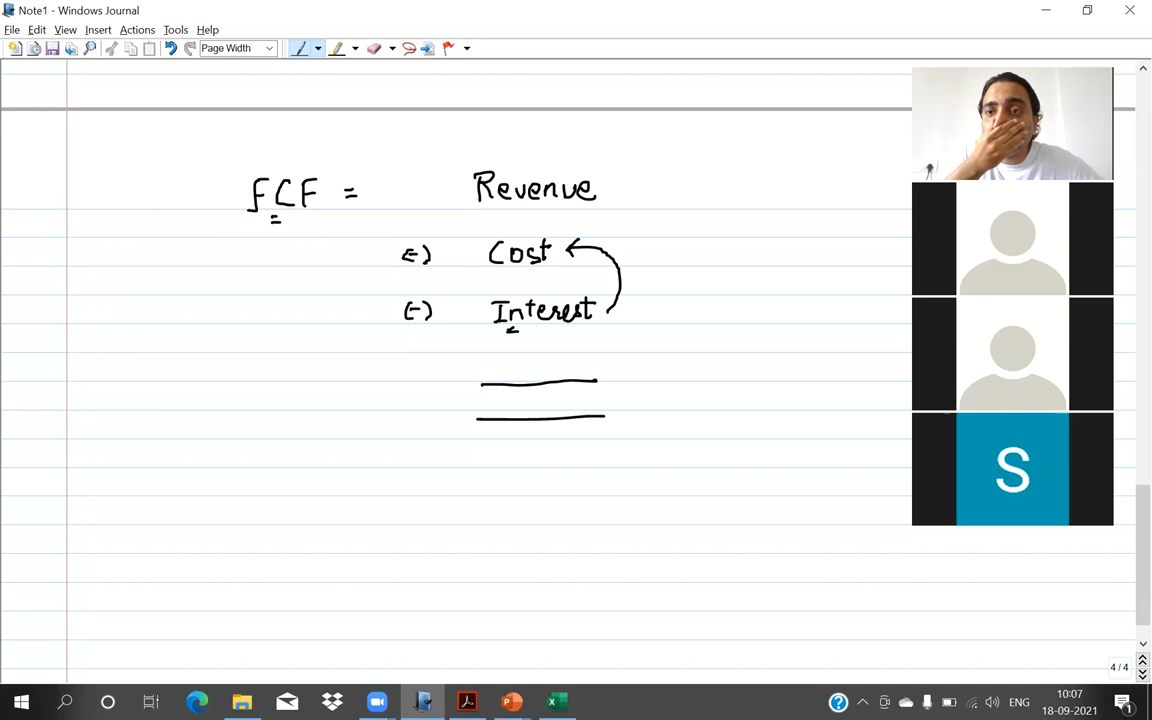 Note1 - Windows Journal
File Edit View Insert Actions Tools Help
Page Width
FCF = Revenue
(-) Cost
(-) Interest
S
4 / 4
ENG
10:07
18-09-2021
1